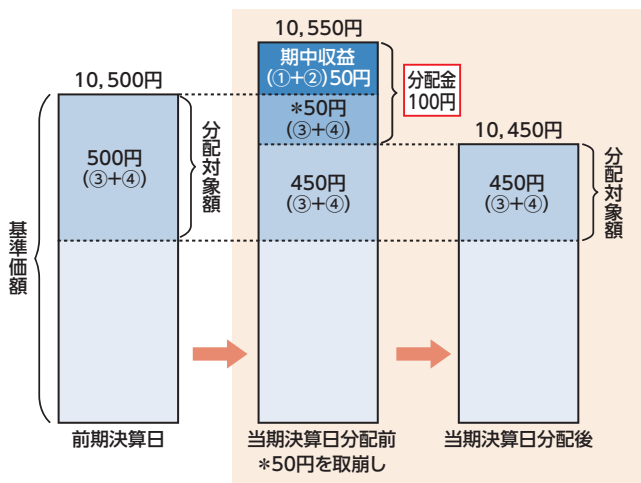 10,500円
500円
(③+④)
分配対象額
基準価額
前期決算日
10,550円
期中収益
(①+②)50円
*50円
(③+④)
450円
(③+④)
分配金
100円
当期決算日分配前
*50円を取崩し
10,450円
450円
(③+④)
分配対象額
当期決算日分配後